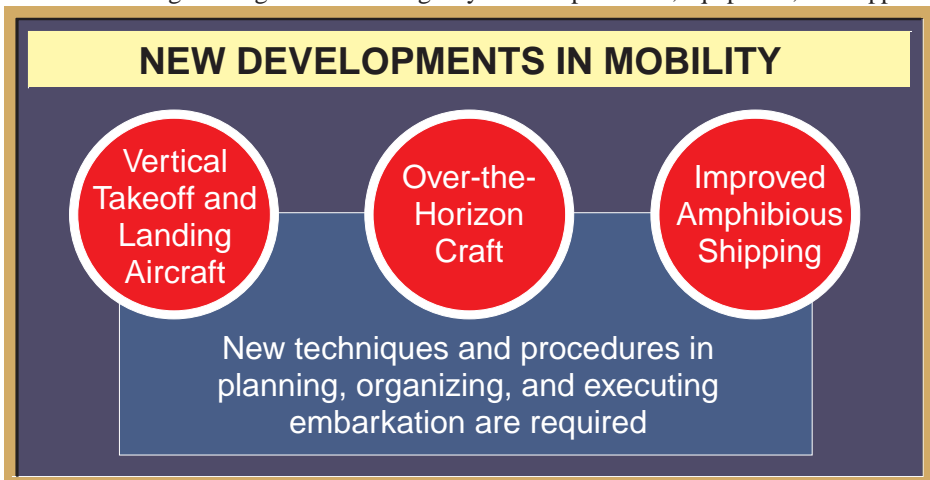 NEW DEVELOPMENTS IN MOBILITY
Vertical
Takeoff and
Landing
Aircraft
Over-the-
Horizon
Craft
Improved
Amphibious
Shipping
New techniques and procedures in
planning, organizing, and executing
embarkation are required